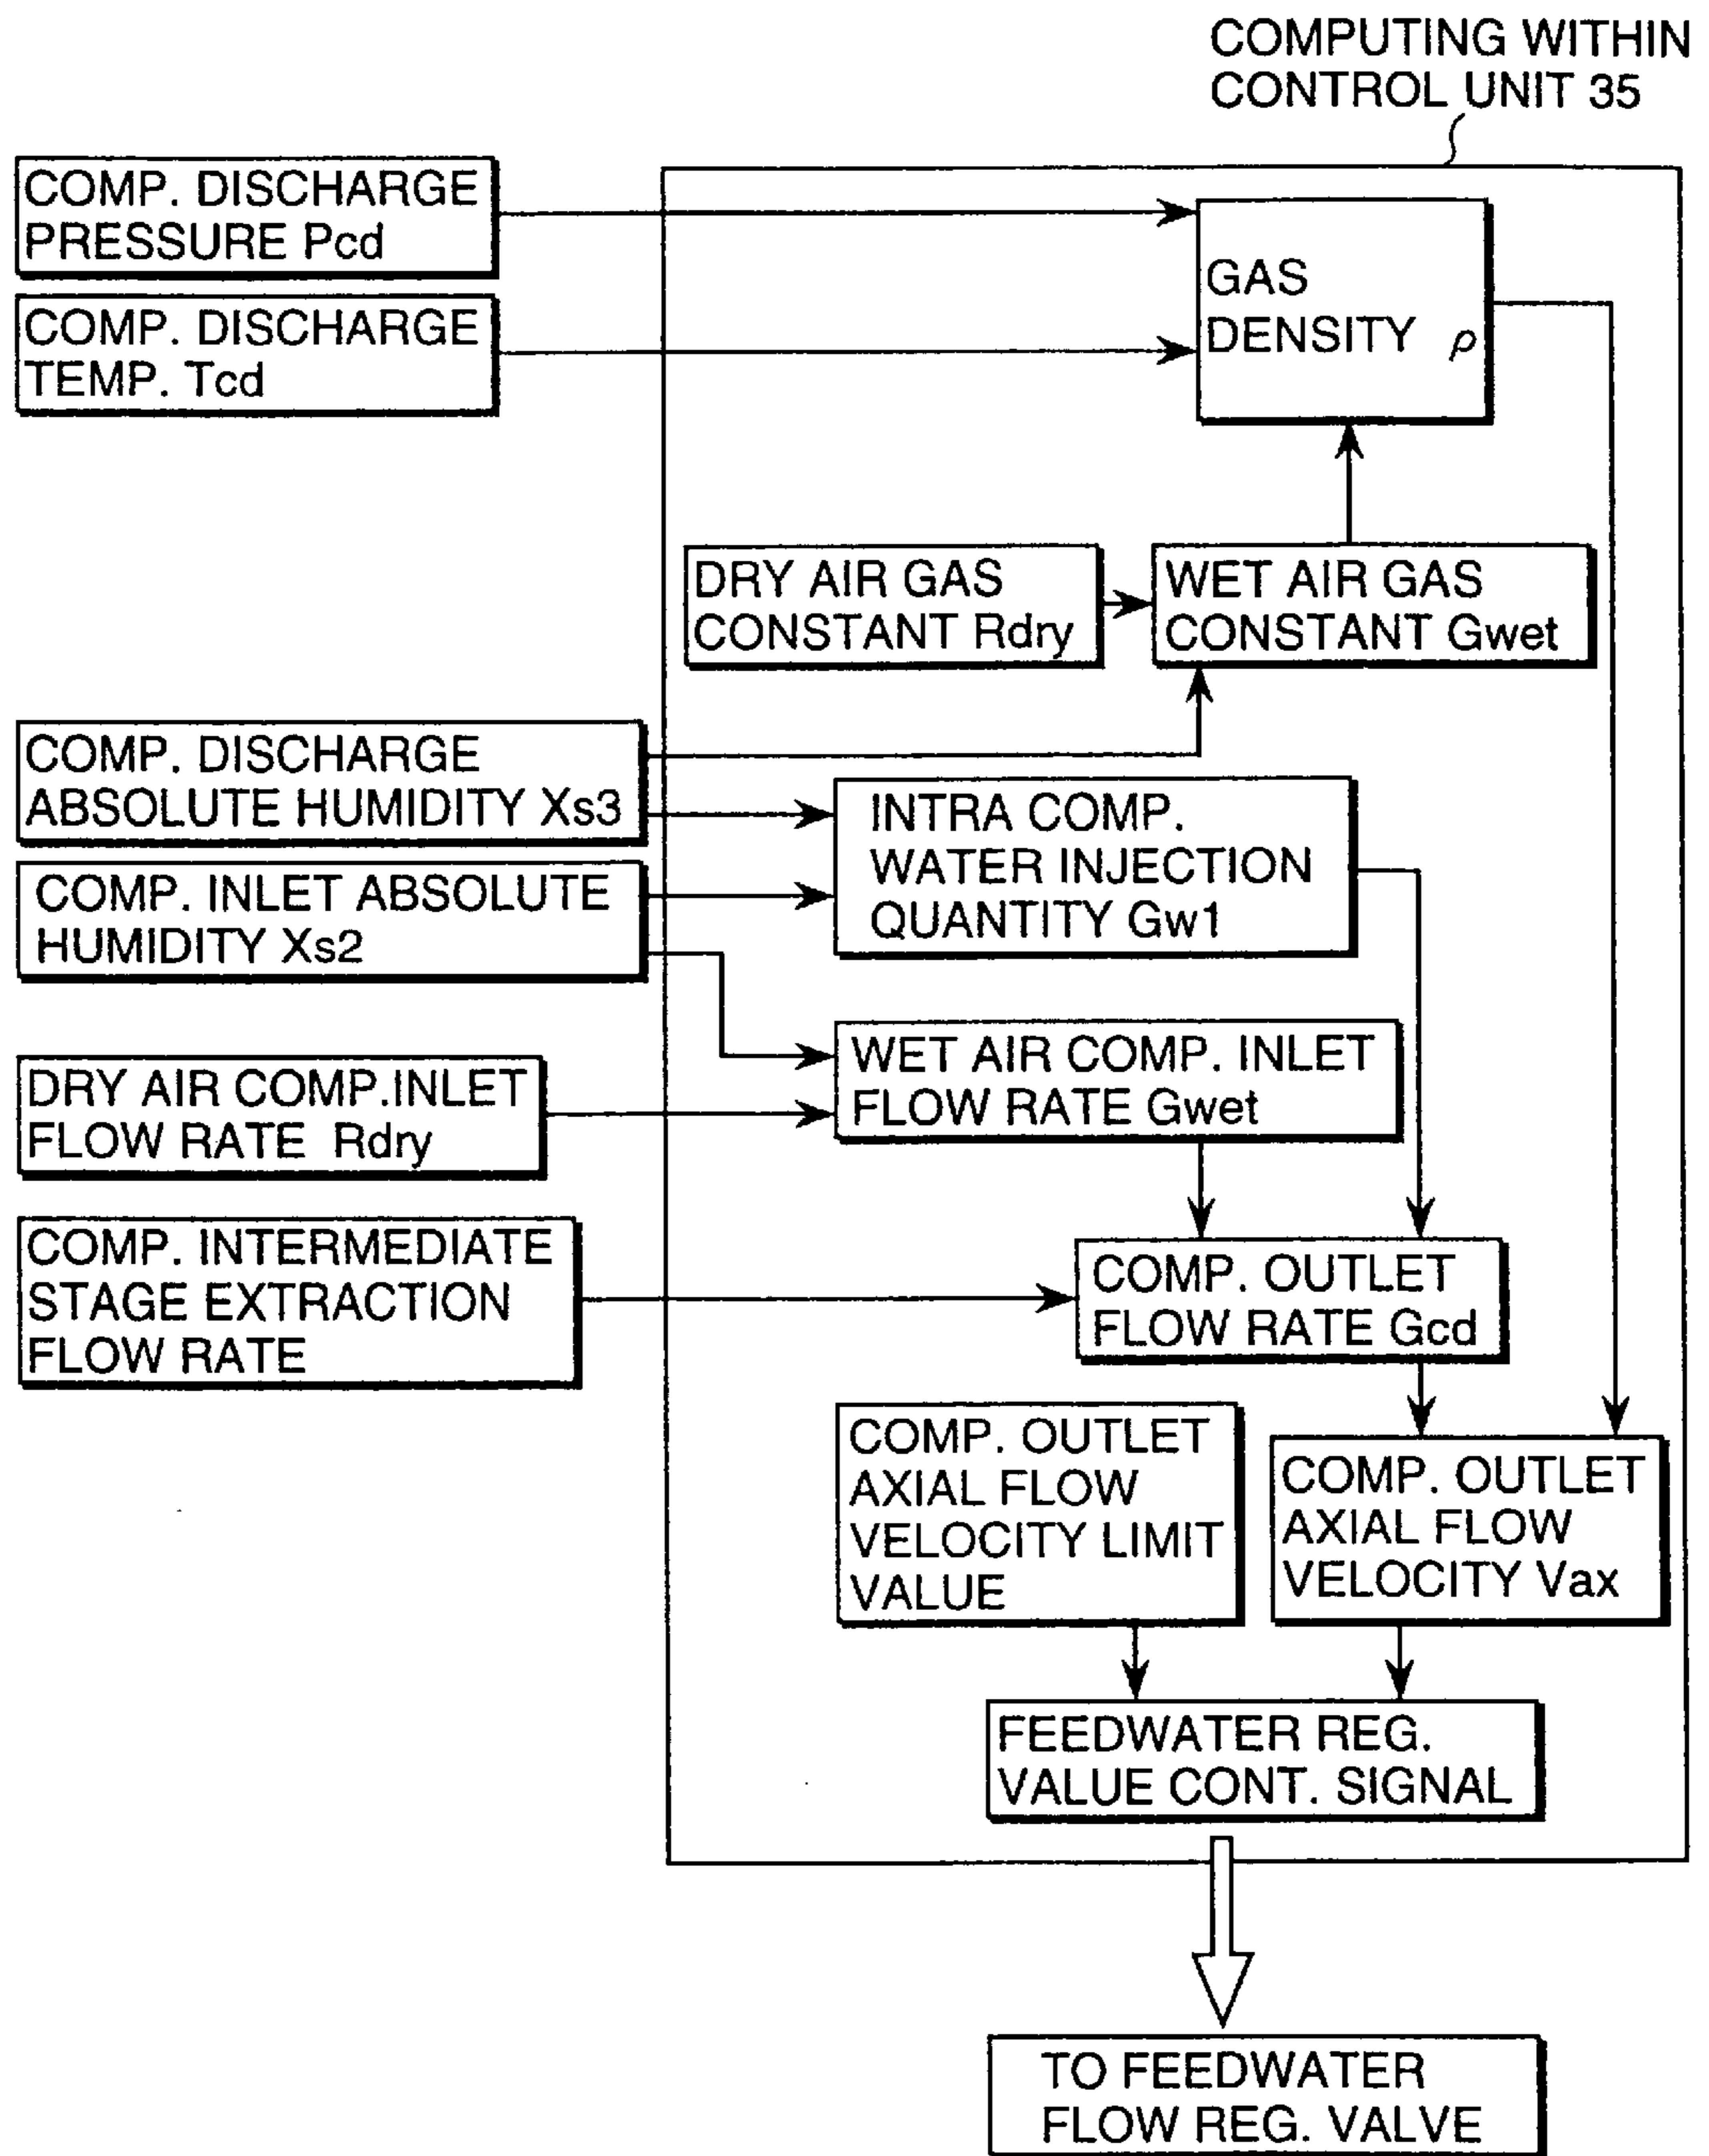 COMPUTING WITHIN
CONTROL UNIT 35
COMP. DISCHARGE
PRESSURE Pcd
COMP. DISCHARGE
TEMP. Tcd
GAS
DENSITY ρ
DRY AIR GAS
CONSTANT Rdry
WET AIR GAS
CONSTANT Gwet
COMP. DISCHARGE
ABSOLUTE HUMIDITY Xs3
COMP. INLET ABSOLUTE
HUMIDITY Xs2
INTRA COMP.
WATER INJECTION
QUANTITY Gw1
DRY AIR COMP.INLET
FLOW RATE Rdry
WET AIR COMP. INLET
FLOW RATE Gwet
COMP. INTERMEDIATE
STAGE EXTRACTION
FLOW RATE
COMP. OUTLET
FLOW RATE Gcd
COMP. OUTLET
AXIAL FLOW
VELOCITY LIMIT
VALUE
COMP. OUTLET
AXIAL FLOW
VELOCITY Vax
FEEDWATER REG.
VALUE CONT. SIGNAL
TO FEEDWATER
FLOW REG. VALVE